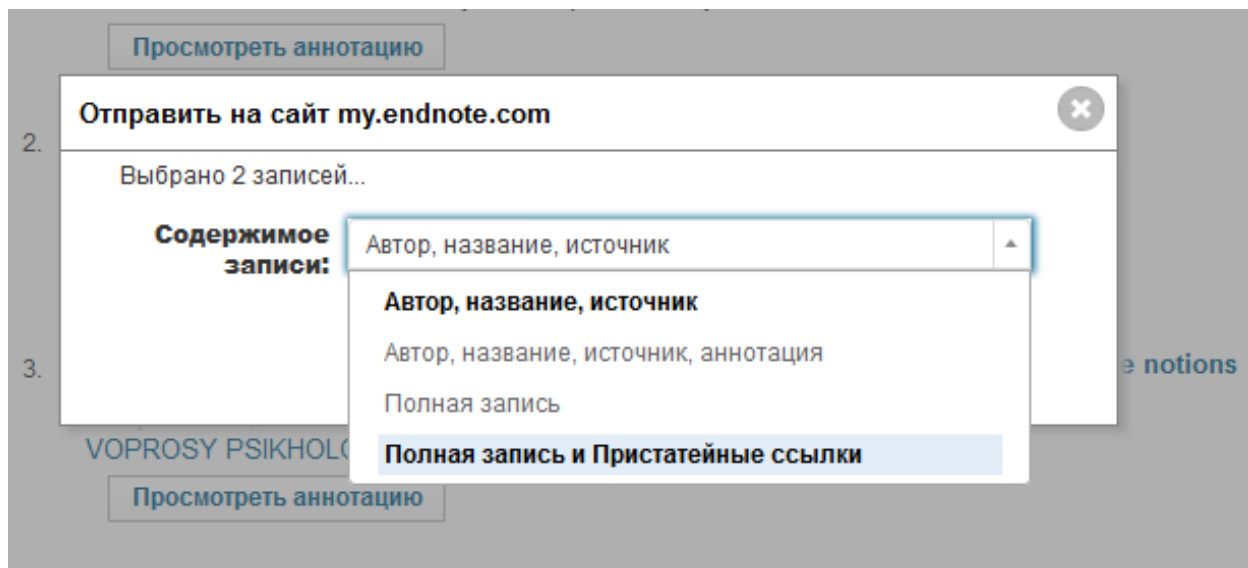 Просмотреть аннотацию
Отправить на сайт my.endnote.com
2.
Выбрано 2 записей...
Содержимое
записи:
Автор, название, источник
Автор, название, источник
Автор, название, источник, аннотация
Полная запись
Полная запись и Пристатейные ссылки
3.
notions
VOPROSY
Просмотреть аннотацию